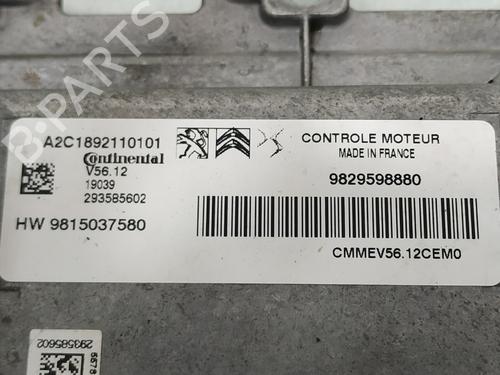 B-PARTS
A2C1892110101
Continental
V56.12
19039
293585602
HW 9815037580
CONTROLE MOTEUR
MADE IN FRANCE
9829598880
CMMEV56.12CEM0
293585602